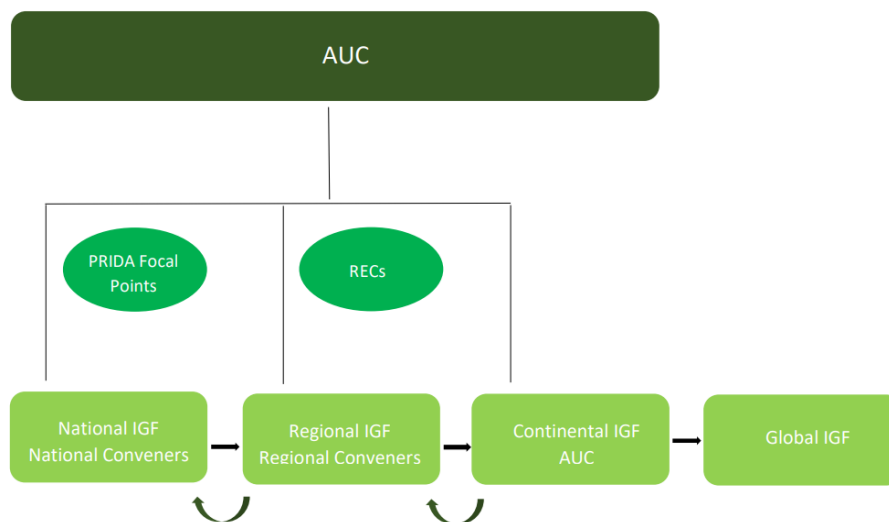 AUC
PRIDA Focal
Points
RECs
National IGF
National Conveners
Regional IGF
Regional Conveners
Continental IGF
AUC
Global IGF